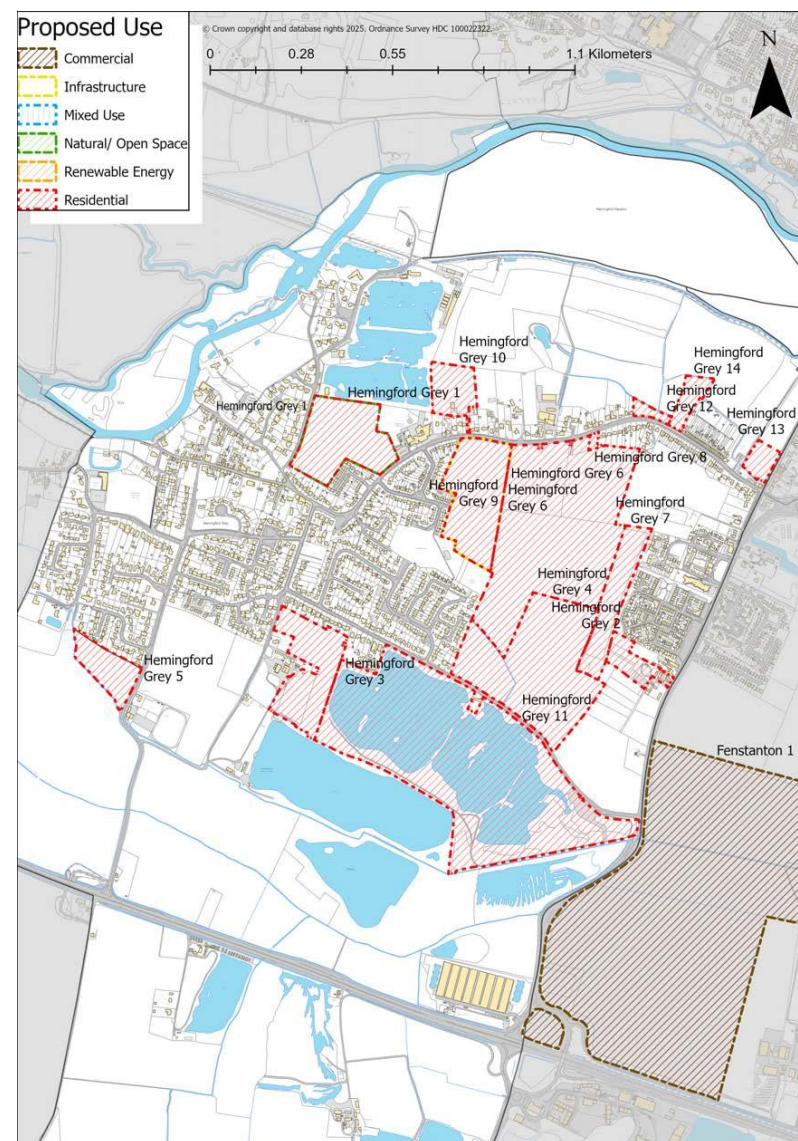 Proposed Use
Commercial
Infrastructure
Mixed Use
Natural/ Open Space
Renewable Energy
Residential
© Crown copyright and database rights 2025. Ordnance Survey HDC 100022322.
0 0.28 0.55 1.1 Kilometers
N
Hemingford
Grey 10
Hemingford Grey 1
Hemingford Grey 1
Hemingford
Grey 14
Hemingford
Grey 12
Hemingford
Grey 13
Hemingford Grey 8
Hemingford Grey 6
Hemingford
Grey 9
Hemingford
Grey 6
Hemingford
Grey 7
Hemingford
Grey 4
Hemingford
Grey 2
Hemingford
Grey 5
Hemingford
Grey 3
Hemingford
Grey 11
Fenstanton 1